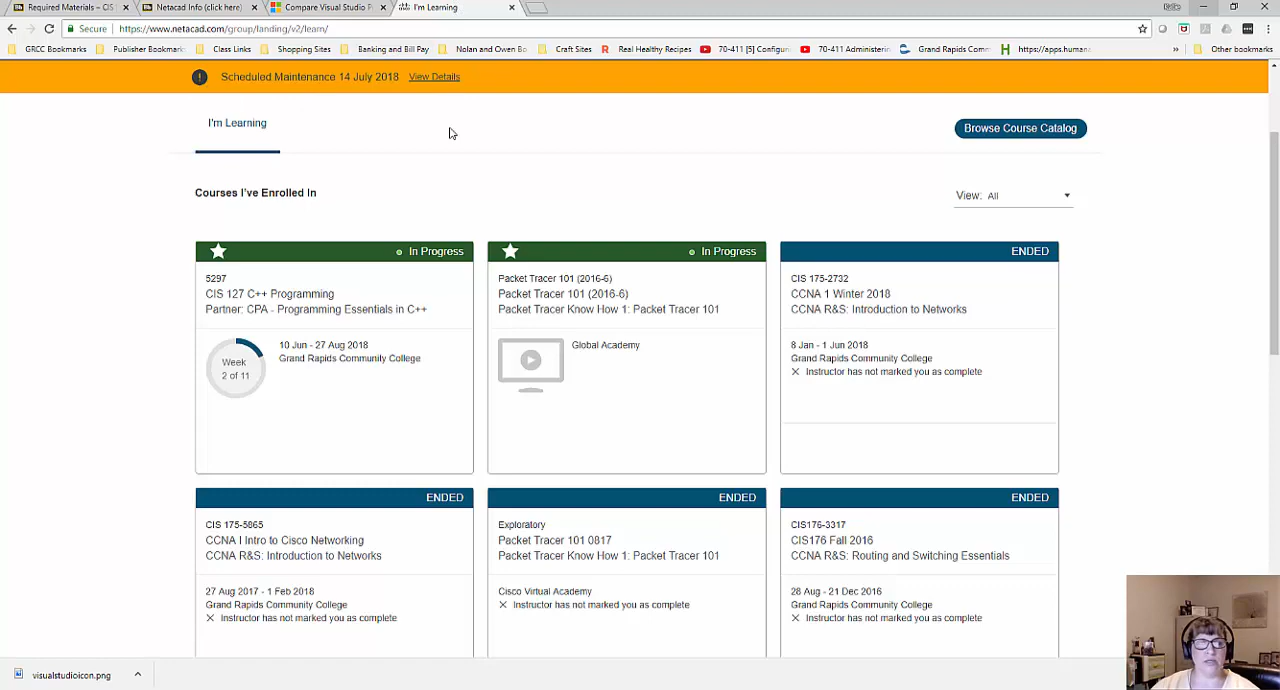 Required Materials – CIS
Netacad Info (click here)
Compare Visual Studio P
I'm Learning
Secure
https://www.netacad.com/group/landing/v2/learn/
GRCC Bookmarks
Publisher Bookmark
Class Links
Shopping Sites
Banking and Bill Pay
Nolan and Owen Bo
Craft Sites
Real Healthy Recipes
70-411 [5] Configuri
70-411 Administerin
Grand Rapids Comm
https://apps.human
»
Other bookmarks
Scheduled Maintenance 14 July 2018 View Details
I'm Learning
Browse Course Catalog
Courses I've Enrolled In
View: All
In Progress
5297
CIS 127 C++ Programming
Partner: CPA - Programming Essentials in C++
Week
2 of 11
10 Jun - 27 Aug 2018
Grand Rapids Community College
In Progress
Packet Tracer 101 (2016-6)
Packet Tracer 101 (2016-6)
Packet Tracer Know How 1: Packet Tracer 101
Global Academy
ENDED
CIS 175-2732
CCNA 1 Winter 2018
CCNA R&S: Introduction to Networks
8 Jan - 1 Jun 2018
Grand Rapids Community College
Instructor has not marked you as complete
ENDED
CIS 175-5865
CCNA I Intro to Cisco Networking
CCNA R&S: Introduction to Networks
27 Aug 2017 - 1 Feb 2018
Grand Rapids Community College
Instructor has not marked you as complete
ENDED
Exploratory
Packet Tracer 101 0817
Packet Tracer Know How 1: Packet Tracer 101
Cisco Virtual Academy
Instructor has not marked you as complete
ENDED
CIS176-3317
CIS176 Fall 2016
CCNA R&S: Routing and Switching Essentials
28 Aug - 21 Dec 2016
Grand Rapids Community College
Instructor has not marked you as complete
visualstudioicon.png